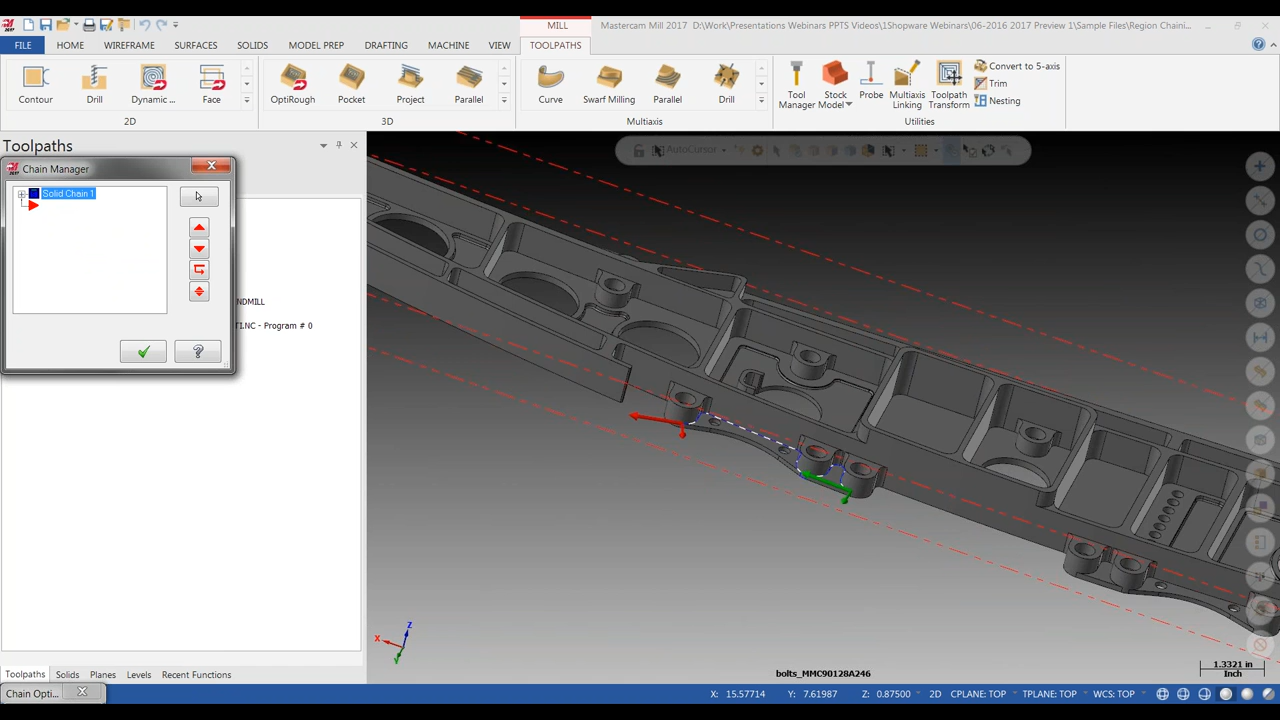 MILL
Mastercam Mill 2017 D:\Work\Presentations Webinars PPTS Videos\1Shopware Webinars\06-2016 2017 Preview 1\Sample Files\Region Chaini...
FILE HOME WIREFRAME SURFACES SOLIDS MODEL PREP DRAFTING MACHINE VIEW TOOLPATHS
Contour Drill Dynamic ... Face OptiRough Pocket Project Parallel Curve Swarf Milling Parallel Drill Tool Manager Stock Model Probe Multiaxis Linking Toolpath Transform
Convert to 5-axis
Trim
Nesting
2D 3D Multiaxis Utilities
Toolpaths
AutoCursor
Chain Manager
Solid Chain 1
NDMILL
TI.NC - Program # 0
X
Z
Y
1.3321 in
Inch
bolts_MMC90128A246
Toolpaths Solids Planes Levels Recent Functions
Chain Opti...
X: 15.57714 Y: 7.61987 Z: 0.87500 2D CPLANE: TOP TPLANE: TOP WCS: TOP